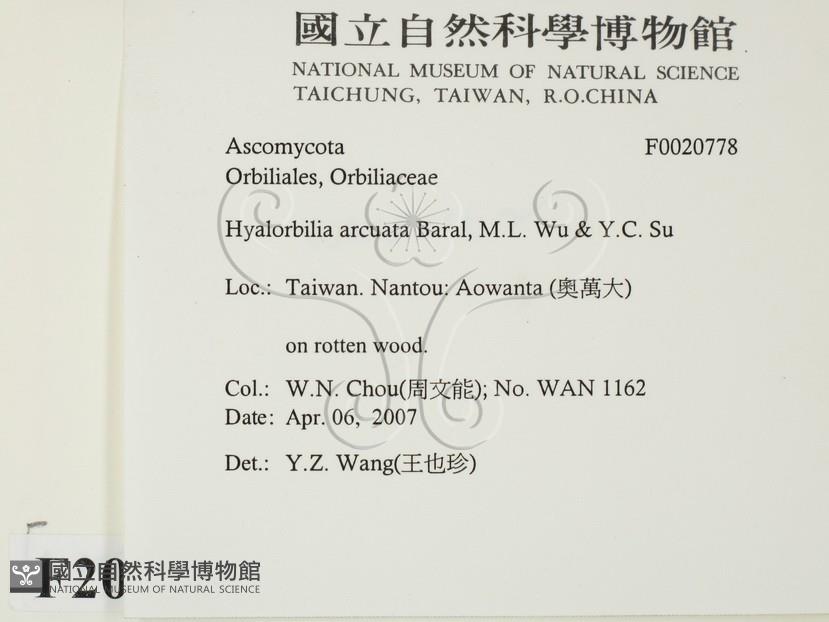 國立自然科學博物館
NATIONAL MUSEUM OF NATURAL SCIENCE
TAICHUNG, TAIWAN, R.O.CHINA
Ascomycota F0020778
Orbiliales, Orbiliaceae
Hyalorbilia arcuata Baral, M.L. Wu & Y.C. Su
Loc.: Taiwan. Nantou: Aowanta (奧萬大)
on rotten wood.
Col.: W.N. Chou(周文能); No. WAN 1162
Date: Apr. 06, 2007
Det.: Y.Z. Wang(王也珍)
F20
國立自然科學博物館
NATIONAL MUSEUM OF NATURAL SCIENCE